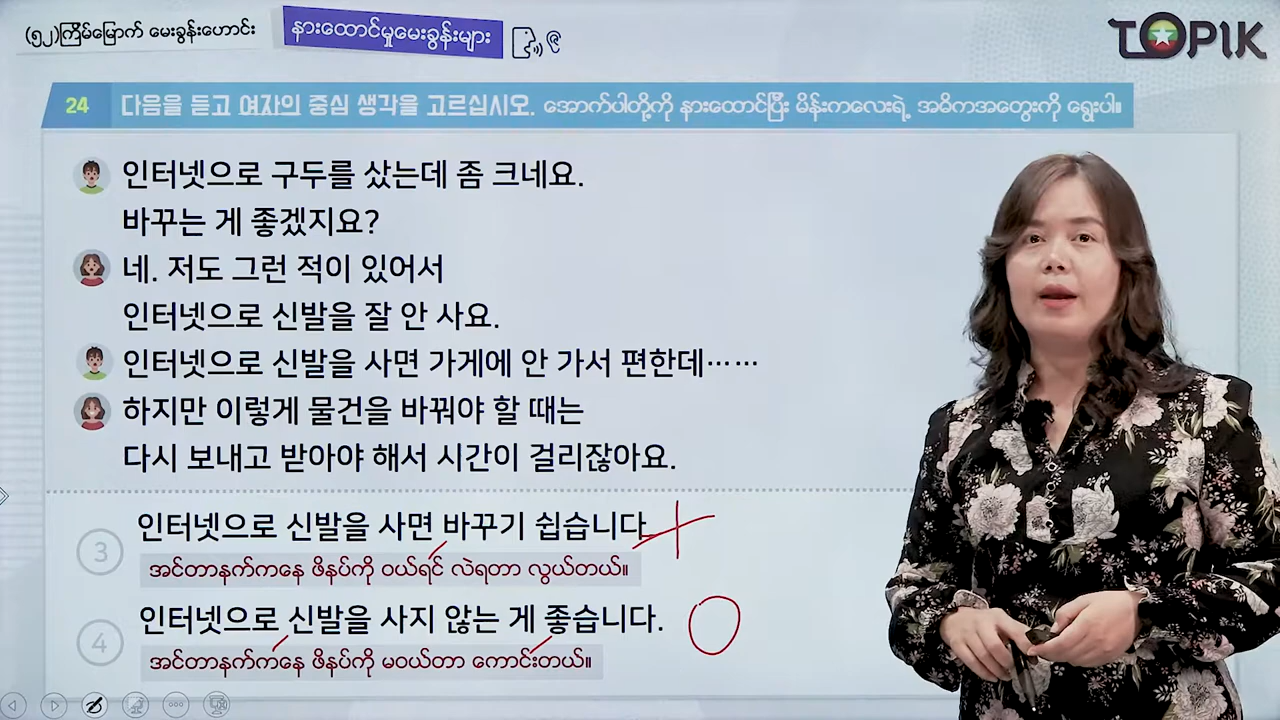 (၅၂)ကြိမ်မြောက် မေးခွန်းဟောင်း
နားထောင်မှုမေးခွန်းများ
၉
TOPIK
24 다음을 듣고 여자의 중심 생각을 고르십시오. အောက်ပါတို့ကို နားထောင်ပြီး မိန်းကလေးရဲ့ အဓိကအတွေးကို ရွေးပါ။
인터넷으로 구두를 샀는데 좀 크네요.
바꾸는 게 좋겠지요?
네. 저도 그런 적이 있어서
인터넷으로 신발을 잘 안 사요.
인터넷으로 신발을 사면 가게에 안 가서 편한데……
하지만 이렇게 물건을 바꿔야 할 때는
다시 보내고 받아야 해서 시간이 걸리잖아요.
③ 인터넷으로 신발을 사면 바꾸기 쉽습니다.
အင်တာနက်ကနေ ဖိနပ်ကို ဝယ်ရင် လဲရတာ လွယ်တယ်။
④ 인터넷으로 신발을 사지 않는 게 좋습니다.
အင်တာနက်ကနေ ဖိနပ်ကို မဝယ်တာ ကောင်းတယ်။